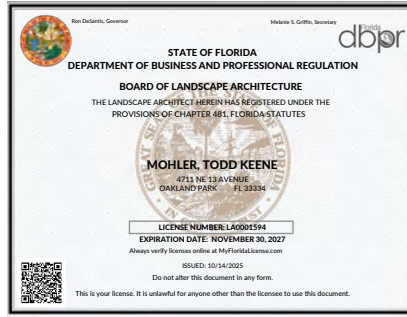 Ron DeSantis, Governor
Melanie S. Griffin, Secretary
Florida
dbpr
STATE OF FLORIDA
DEPARTMENT OF BUSINESS AND PROFESSIONAL REGULATION
BOARD OF LANDSCAPE ARCHITECTURE
THE LANDSCAPE ARCHITECT HEREIN HAS REGISTERED UNDER THE
PROVISIONS OF CHAPTER 481, FLORIDA STATUTES
MOHLER, TODD KEENE
4711 NE 13 AVENUE
OAKLAND PARK FL 33334
LICENSE NUMBER: LA0001594
EXPIRATION DATE: NOVEMBER 30, 2027
Always verify licenses online at MyFloridaLicense.com
ISSUED: 10/14/2025
Do not alter this document in any form.
This is your license. It is unlawful for anyone other than the licensee to use this document.